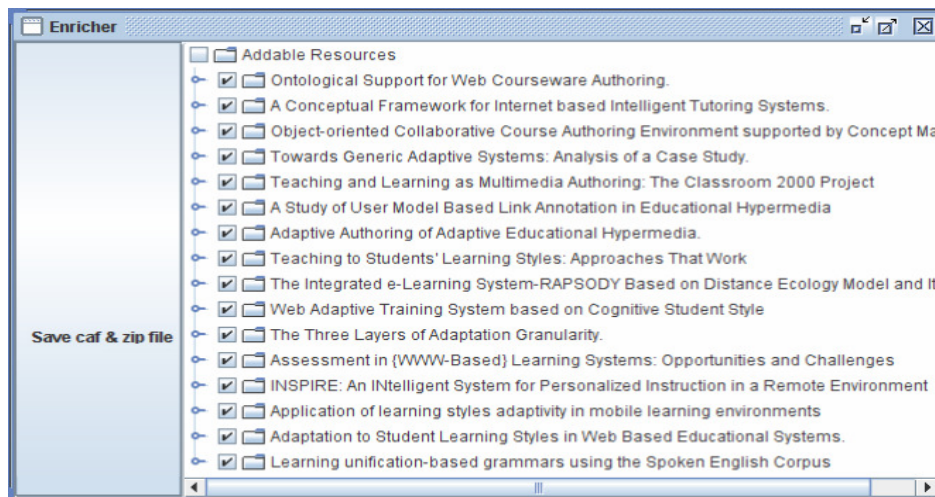 Enricher
Addable Resources
Ontological Support for Web Courseware Authoring.
A Conceptual Framework for Internet based Intelligent Tutoring Systems.
Object-oriented Collaborative Course Authoring Environment supported by Concept Ma
Towards Generic Adaptive Systems: Analysis of a Case Study.
Teaching and Learning as Multimedia Authoring: The Classroom 2000 Project
A Study of User Model Based Link Annotation in Educational Hypermedia
Adaptive Authoring of Adaptive Educational Hypermedia.
Teaching to Students' Learning Styles: Approaches That Work
The Integrated e-Learning System-RAPSODY Based on Distance Ecology Model and It
Web Adaptive Training System based on Cognitive Student Style
Save caf & zip file
The Three Layers of Adaptation Granularity.
Assessment in {WWW-Based} Learning Systems: Opportunities and Challenges
INSPIRE: An INtelligent System for Personalized Instruction in a Remote Environment
Application of learning styles adaptivity in mobile learning environments
Adaptation to Student Learning Styles in Web Based Educational Systems.
Learning unification-based grammars using the Spoken English Corpus